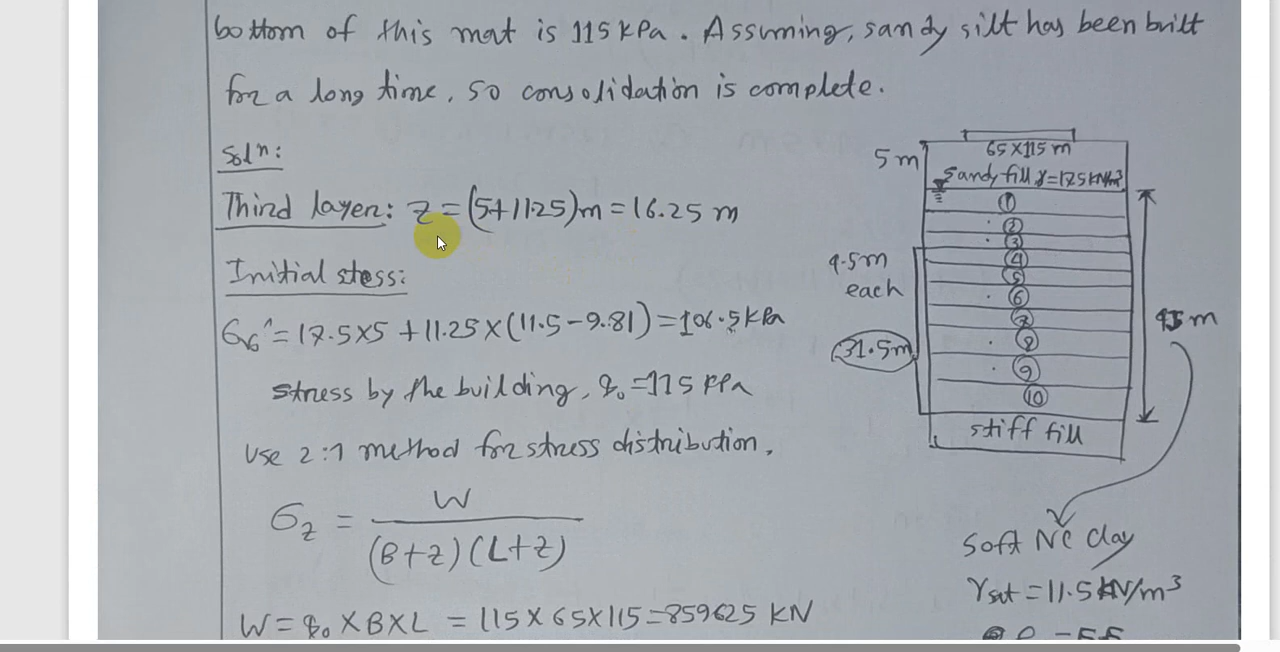 bottom of this mat is 115 kPa. Assuming, sandy silt has been built
for a long time, so consolidation is complete.
Solⁿ:
Third layer: z = (5+11.25)m = 16.25 m
Initial stess:
σ'v₀ = 17.5×5 + 11.25×(11.5-9.81) = 106.5 kPa
stress by the building, q₀ = 115 kPa
Use 2:1 method for stress distribution,
σz = W / (B+z)(L+z)
W = q₀ × B × L = 115 × 65 × 115 = 859625 KN
65×115 m
5 m
Sandy fill γ=17.5 KN/m³
1
2
3
4
5
6
7
8
9
10
4.5m
each
31.5m
45 m
stiff fill
Soft NC clay
γsat = 11.5 kN/m³